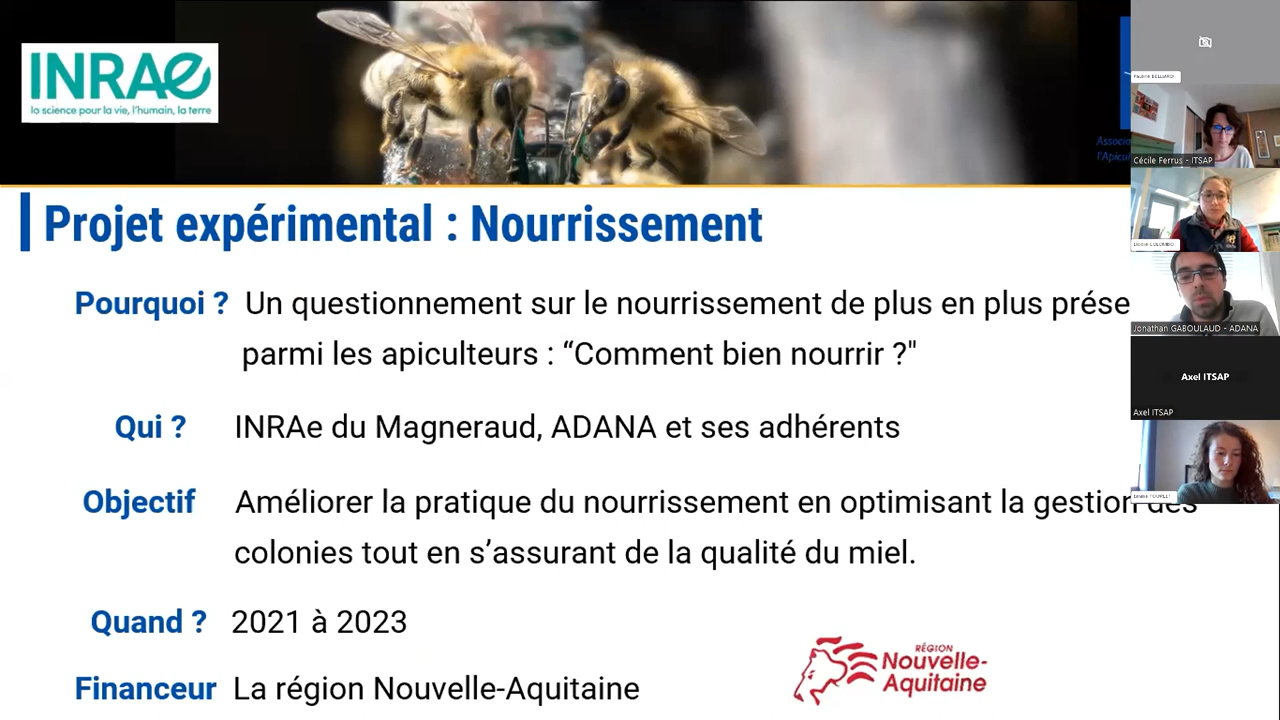 INRAE
la science pour la vie, l'humain, la terre
Associ
l'Apicu
Projet expérimental : Nourrissement
Pourquoi ? Un questionnement sur le nourrissement de plus en plus prése
parmi les apiculteurs : “Comment bien nourrir ?"
Qui ? INRAe du Magneraud, ADANA et ses adhérents
Objectif Améliorer la pratique du nourrissement en optimisant la gestion des
colonies tout en s’assurant de la qualité du miel.
Quand ? 2021 à 2023
Financeur La région Nouvelle-Aquitaine
RÉGION
Nouvelle-
Aquitaine
Cécile Ferrus - ITSAP
Jonathan GABOULAUD - ADANA
Axel ITSAP
Axel ITSAP